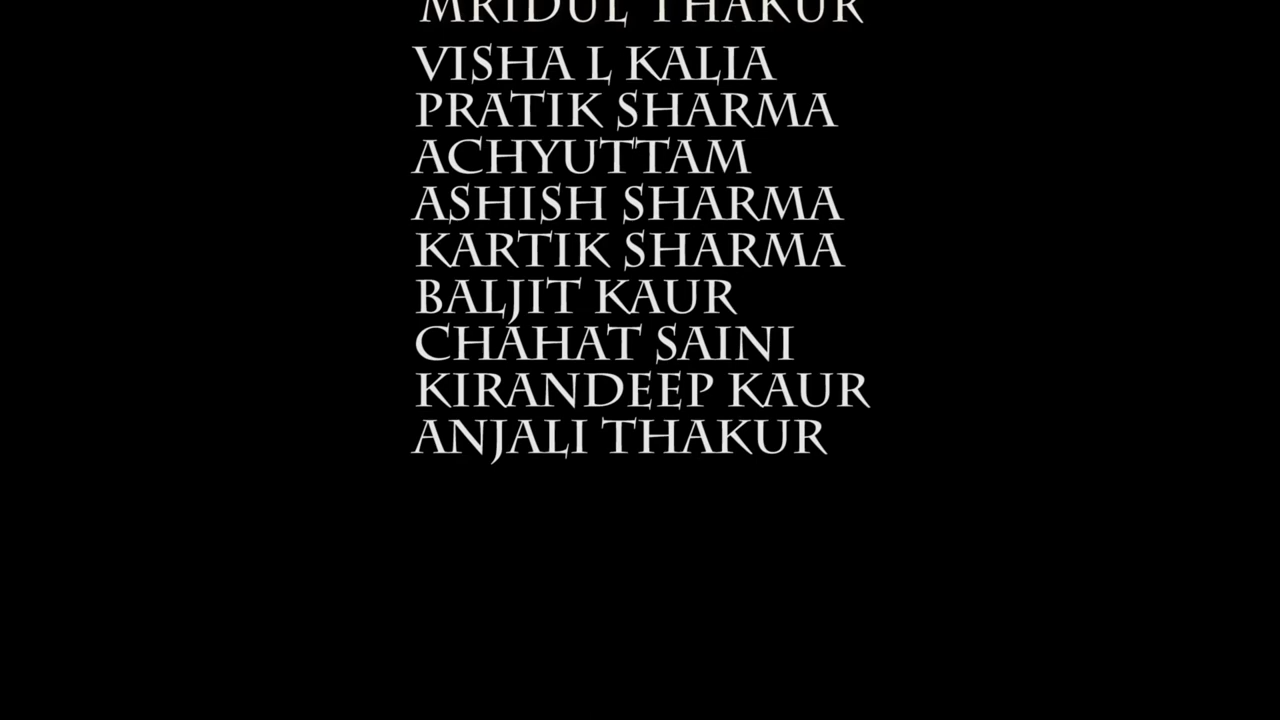 MRIDUL THAKUR
VISHA L KALIA
PRATIK SHARMA
ACHYUTTAM
ASHISH SHARMA
KARTIK SHARMA
BALJIT KAUR
CHAHAT SAINI
KIRANDEEP KAUR
ANJALI THAKUR